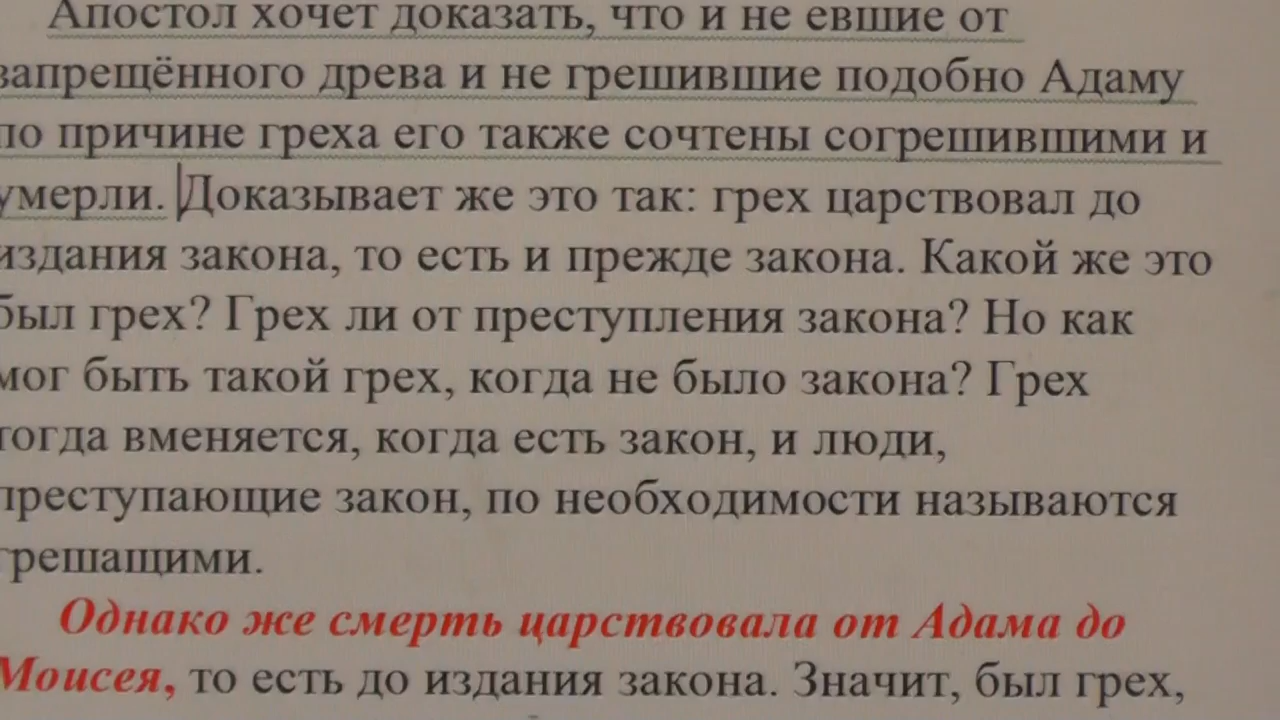 Апостол хочет доказать, что и не евшие от
запрещённого древа и не грешившие подобно Адаму
по причине греха его также сочтены согрешившими и
умерли. Доказывает же это так: грех царствовал до
издания закона, то есть и прежде закона. Какой же это
был грех? Грех ли от преступления закона? Но как
мог быть такой грех, когда не было закона? Грех
тогда вменяется, когда есть закон, и люди,
преступающие закон, по необходимости называются
грешащими.
Однако же смерть царствовала от Адама до
Моисея, то есть до издания закона. Значит, был грех,